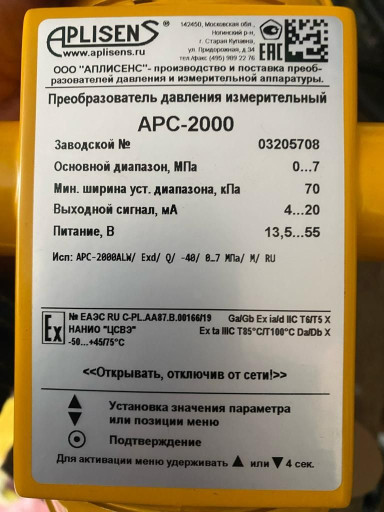 APLISENS®
www.aplisens.ru
142450, Московская обл.,
Ногинский р-н,
г. Старая Купавна,
ул. Придорожная, д.34
тел./факс (495) 989 22 76
EAC
ООО "АПЛИСЕНС"- производство и поставка преоб-
разователей давления и измерительной аппаратуры.
Преобразователь давления измерительный
APC-2000
Заводской № 03205708
Основной диапазон, МПа 0...7
Мин. ширина уст. диапазона, кПа 70
Выходной сигнал, мА 4...20
Питание, В 13,5...55
Исп: APC-2000ALW/ Exd/ Q/ -40/ 0…7 МПа/ M/ RU
Ex
№ ЕАЭС RU C-PL.AA87.B.00166/19
НАНИО "ЦСВЭ"
-50...+45/75°C
Ga/Gb Ex ia/d IIC T6/T5 X
Ex ta IIIC T85°C/T100°C Da/Db X
<<Открывать, отключив от сети!>>
▲
▼ Установка значения параметра
или позиции меню
Подтверждение
Для активации меню удерживать ▲ или ▼ 4 сек.